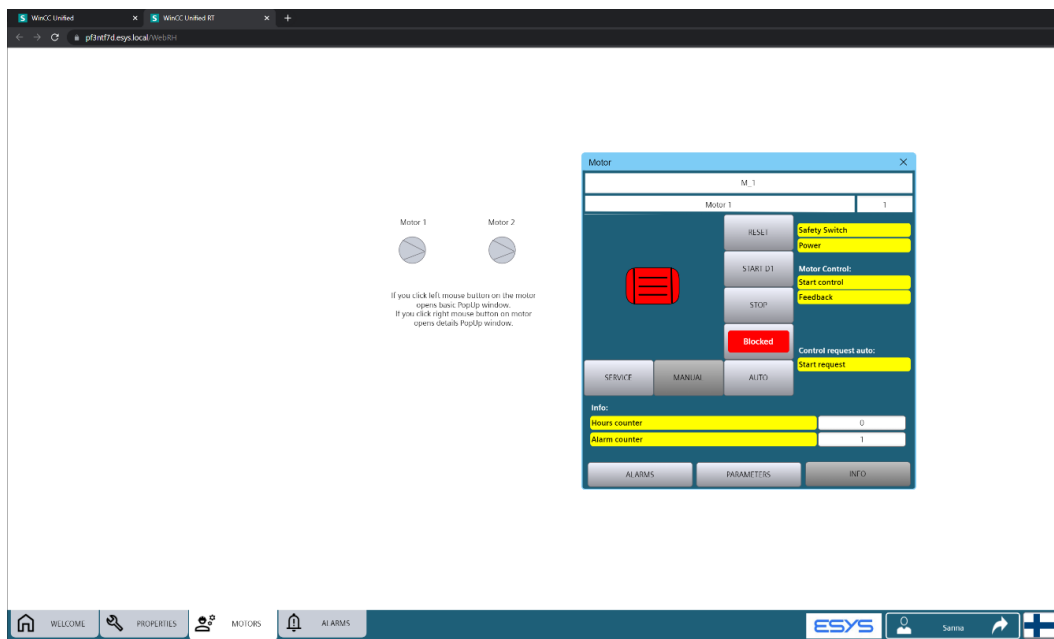 WinCC Unified
WinCC Unified RT
pf3ntf7d.esys.local/WebRH
Motor
M_1
Motor 1
1
Motor 1
Motor 2
If you click left mouse button on the motor
opens basic PopUp window.
If you click right mouse button on motor
opens details PopUp window.
RESET
START D1
STOP
Blocked
SERVICE
MANUAL
AUTO
Safety Switch
Power
Motor Control:
Start control
Feedback
Control request auto:
Start request
Info:
Hours counter
0
Alarm counter
1
ALARMS
PARAMETERS
INFO
WELCOME
PROPERTIES
MOTORS
ALARMS
ESYS
Sanna